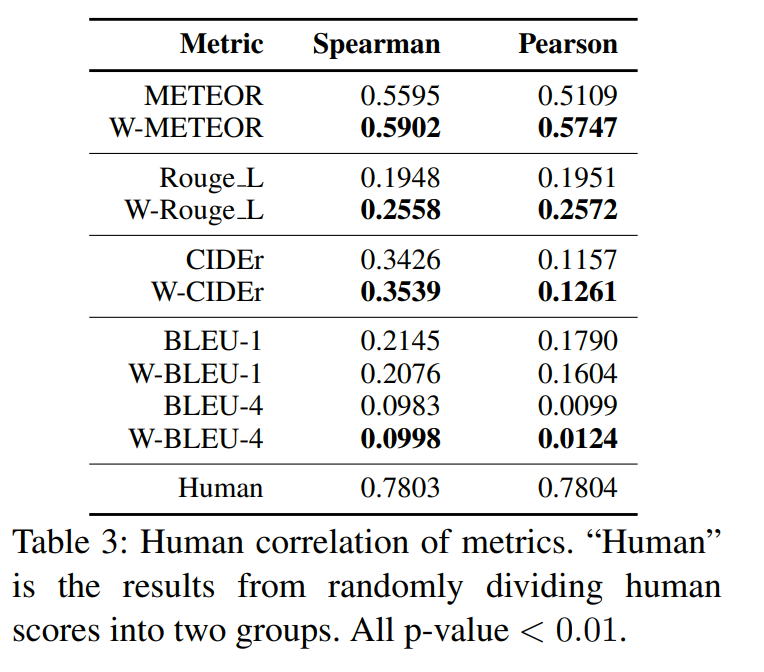 Metric Spearman Pearson
METEOR 0.5595 0.5109
W-METEOR 0.5902 0.5747
Rouge_L 0.1948 0.1951
W-Rouge_L 0.2558 0.2572
CIDEr 0.3426 0.1157
W-CIDEr 0.3539 0.1261
BLEU-1 0.2145 0.1790
W-BLEU-1 0.2076 0.1604
BLEU-4 0.0983 0.0099
W-BLEU-4 0.0998 0.0124
Human 0.7803 0.7804
Table 3: Human correlation of metrics. “Human”
is the results from randomly dividing human
scores into two groups. All p-value < 0.01.